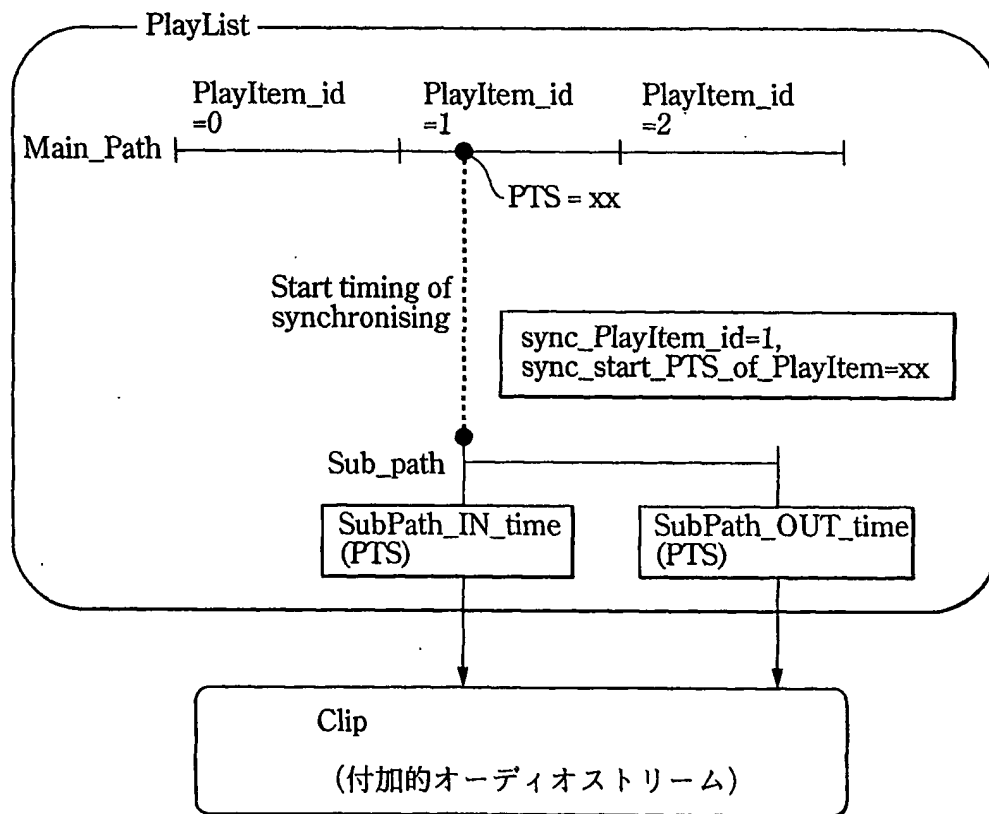 PlayList
PlayItem_id
=0
PlayItem_id
=1
PlayItem_id
=2
Main_Path
PTS = xx
Start timing of
synchronising
sync_PlayItem_id=1,
sync_start_PTS_of_PlayItem=xx
Sub_path
SubPath_IN_time
(PTS)
SubPath_OUT_time
(PTS)
Clip
(付加的オーディオストリーム)